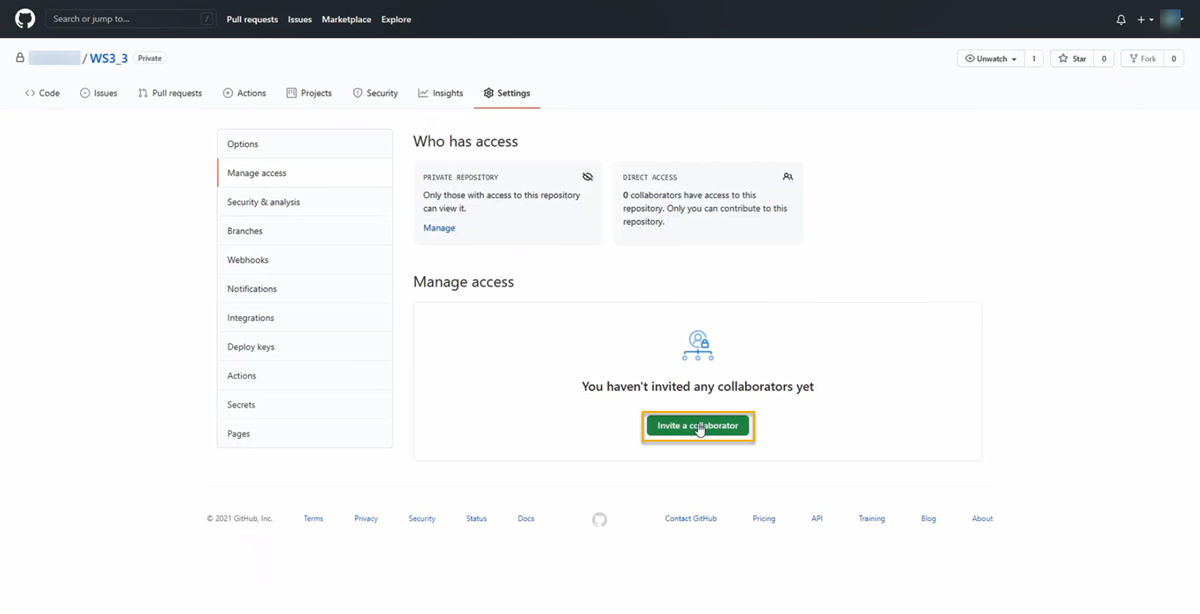 Search or jump to... /
Pull requests Issues Marketplace Explore
/ WS3_3 Private
Unwatch 1 Star 0 Fork 0
Code Issues Pull requests Actions Projects Security Insights Settings
Options
Manage access
Security & analysis
Branches
Webhooks
Notifications
Integrations
Deploy keys
Actions
Secrets
Pages
Who has access
PRIVATE REPOSITORY
Only those with access to this repository
can view it.
Manage
DIRECT ACCESS
0 collaborators have access to this
repository. Only you can contribute to this
repository.
Manage access
You haven't invited any collaborators yet
Invite a collaborator
© 2021 GitHub, Inc. Terms Privacy Security Status Docs Contact GitHub Pricing API Training Blog About